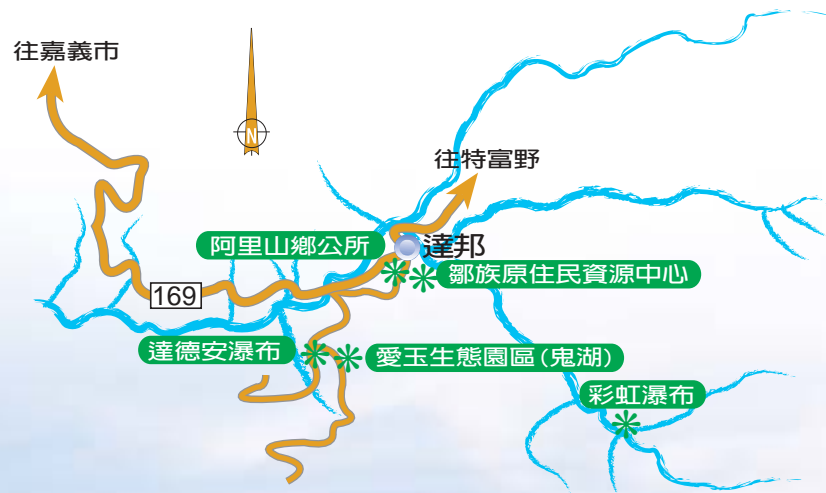 往嘉義市
N
往特富野
阿里山鄉公所
達邦
鄒族原住民資源中心
169
達德安瀑布
愛玉生態園區(鬼湖)
彩虹瀑布